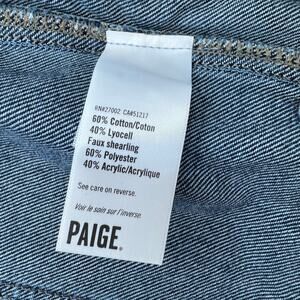 RN#27002 CA#51217
60% Cotton/Coton
40% Lyocell
Faux shearling
60% Polyester
40% Acrylic/Acrylique
See care on reverse.
Voir le soin sur l'inverse.
PAIGE®